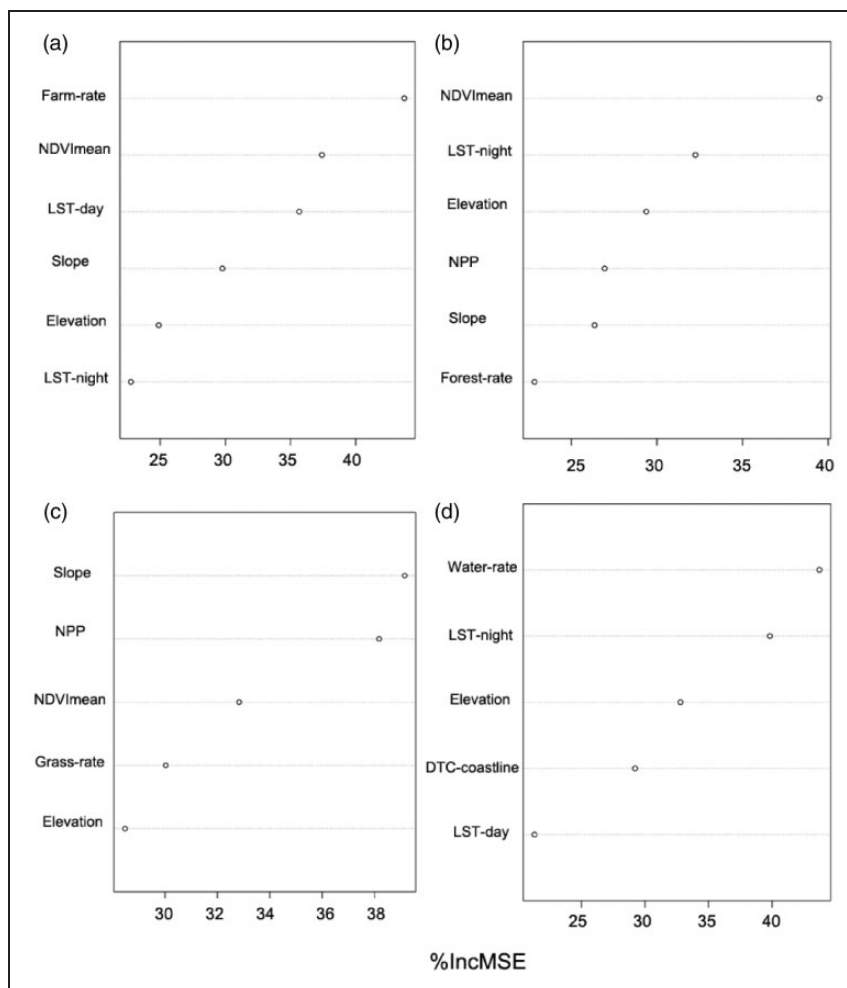 (a)
Farm-rate
NDVImean
LST-day
Slope
Elevation
LST-night
25 30 35 40
(b)
NDVImean
LST-night
Elevation
NPP
Slope
Forest-rate
25 30 35 40
(c)
Slope
NPP
NDVImean
Grass-rate
Elevation
30 32 34 36 38
(d)
Water-rate
LST-night
Elevation
DTC-coastline
LST-day
25 30 35 40
%IncMSE